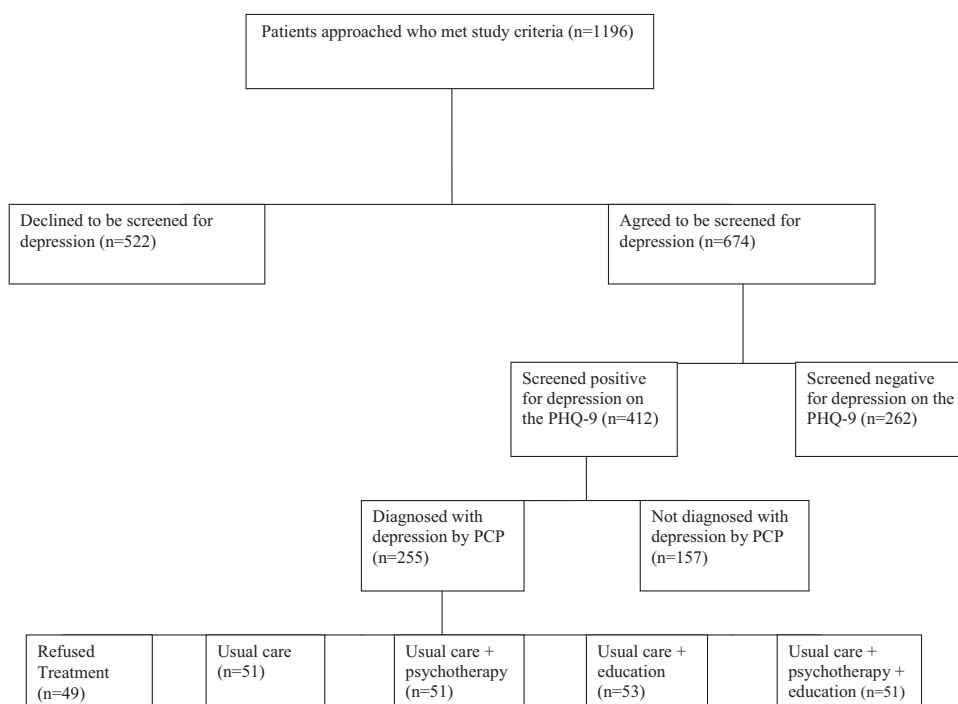 Patients approached who met study criteria (n=1196)
Declined to be screened for
depression (n=522)
Agreed to be screened for
depression (n=674)
Screened positive
for depression on
the PHQ-9 (n=412)
Screened negative
for depression on the
PHQ-9 (n=262)
Diagnosed with
depression by PCP
(n=255)
Not diagnosed with
depression by PCP
(n=157)
Refused
Treatment
(n=49)
Usual care
(n=51)
Usual care +
psychotherapy
(n=51)
Usual care +
education
(n=53)
Usual care +
psychotherapy +
education (n=51)